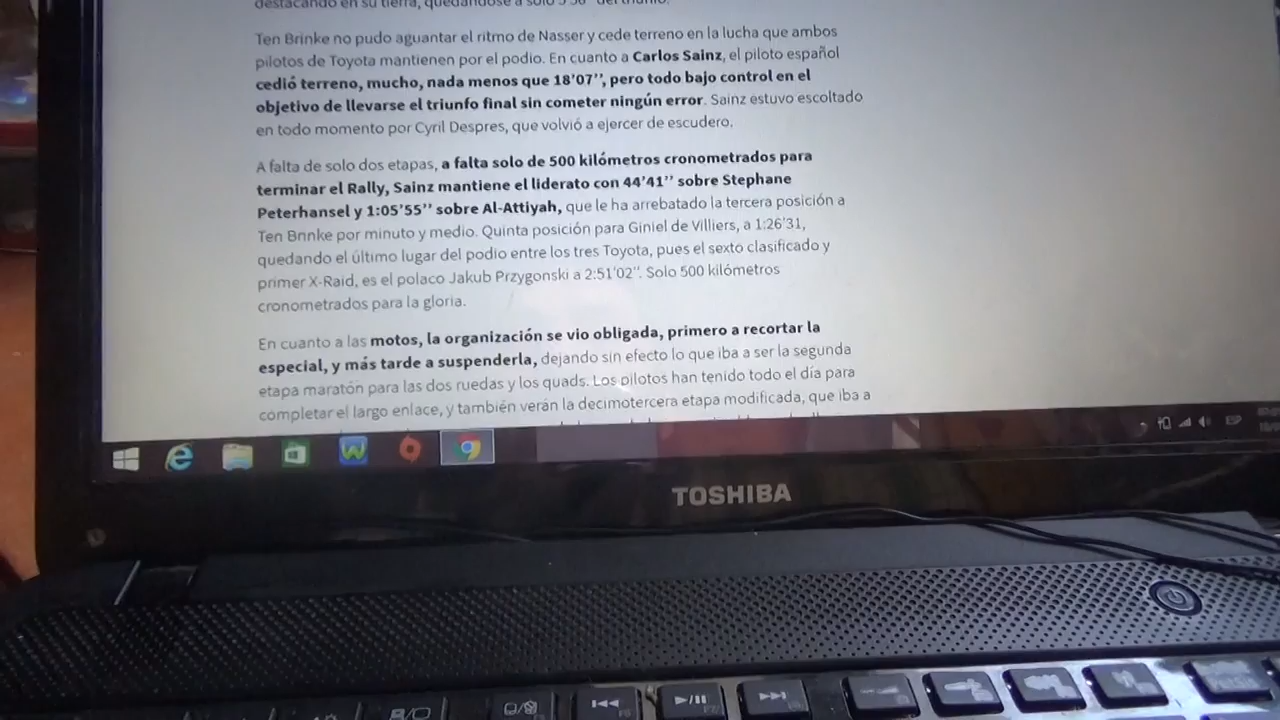 destacando en su tierra, quedándose a solo
Ten Brinke no pudo aguantar el ritmo de Nasser y cede terreno en la lucha que ambos
pilotos de Toyota mantienen por el podio. En cuanto a Carlos Sainz, el piloto español
cedió terreno, mucho, nada menos que 18'07'', pero todo bajo control en el
objetivo de llevarse el triunfo final sin cometer ningún error. Sainz estuvo escoltado
en todo momento por Cyril Despres, que volvió a ejercer de escudero.
A falta de solo dos etapas, a falta solo de 500 kilómetros cronometrados para
terminar el Rally, Sainz mantiene el liderato con 44'41'' sobre Stephane
Peterhansel y 1:05'55'' sobre Al-Attiyah, que le ha arrebatado la tercera posición a
Ten Brinke por minuto y medio. Quinta posición para Giniel de Villiers, a 1:26'31,
quedando el último lugar del podio entre los tres Toyota, pues el sexto clasificado y
primer X-Raid, es el polaco Jakub Przygonski a 2:51'02''. Solo 500 kilómetros
cronometrados para la gloria.
En cuanto a las motos, la organización se vio obligada, primero a recortar la
especial, y más tarde a suspenderla, dejando sin efecto lo que iba a ser la segunda
etapa maratón para las dos ruedas y los quads. Los pilotos han tenido todo el día para
completar el largo enlace, y también verán la decimotercera etapa modificada, que iba a
TOSHIBA